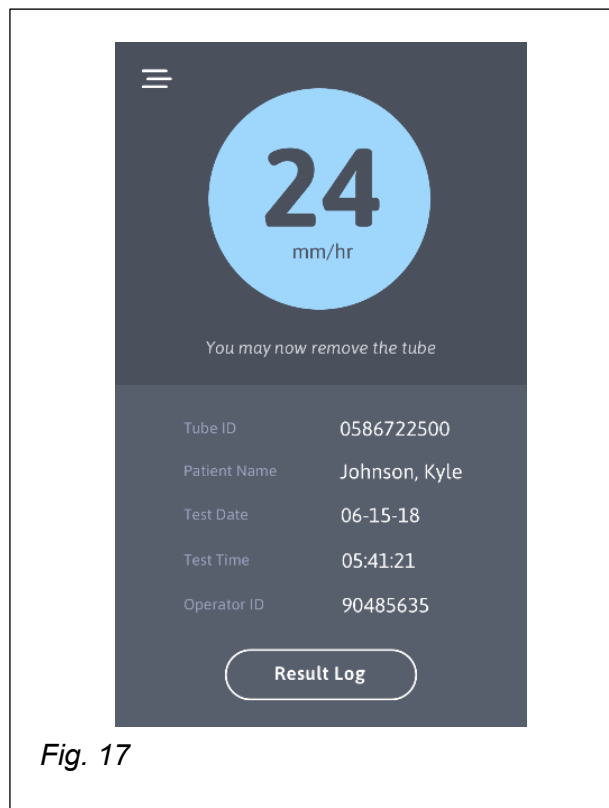 24
mm/hr
You may now remove the tube
Tube ID 0586722500
Patient Name Johnson, Kyle
Test Date 06-15-18
Test Time 05:41:21
Operator ID 90485635
Result Log
Fig. 17